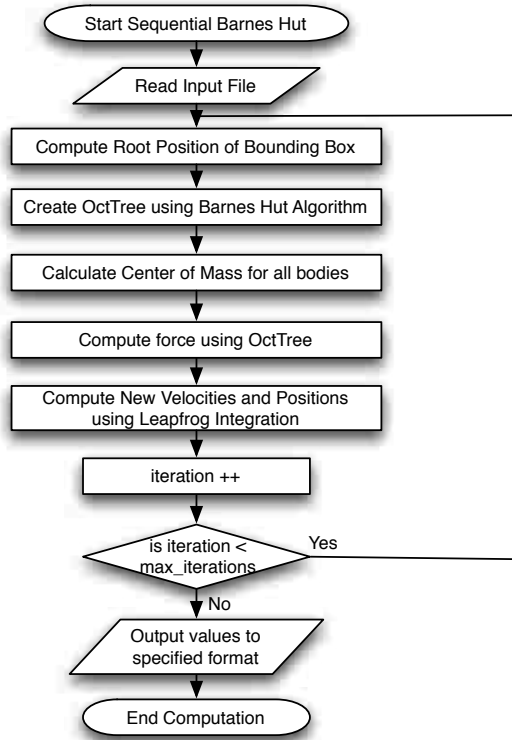 Start Sequential Barnes Hut
Read Input File
Compute Root Position of Bounding Box
Create OctTree using Barnes Hut Algorithm
Calculate Center of Mass for all bodies
Compute force using OctTree
Compute New Velocities and Positions
using Leapfrog Integration
iteration ++
is iteration <
max_iterations
Yes
No
Output values to
specified format
End Computation